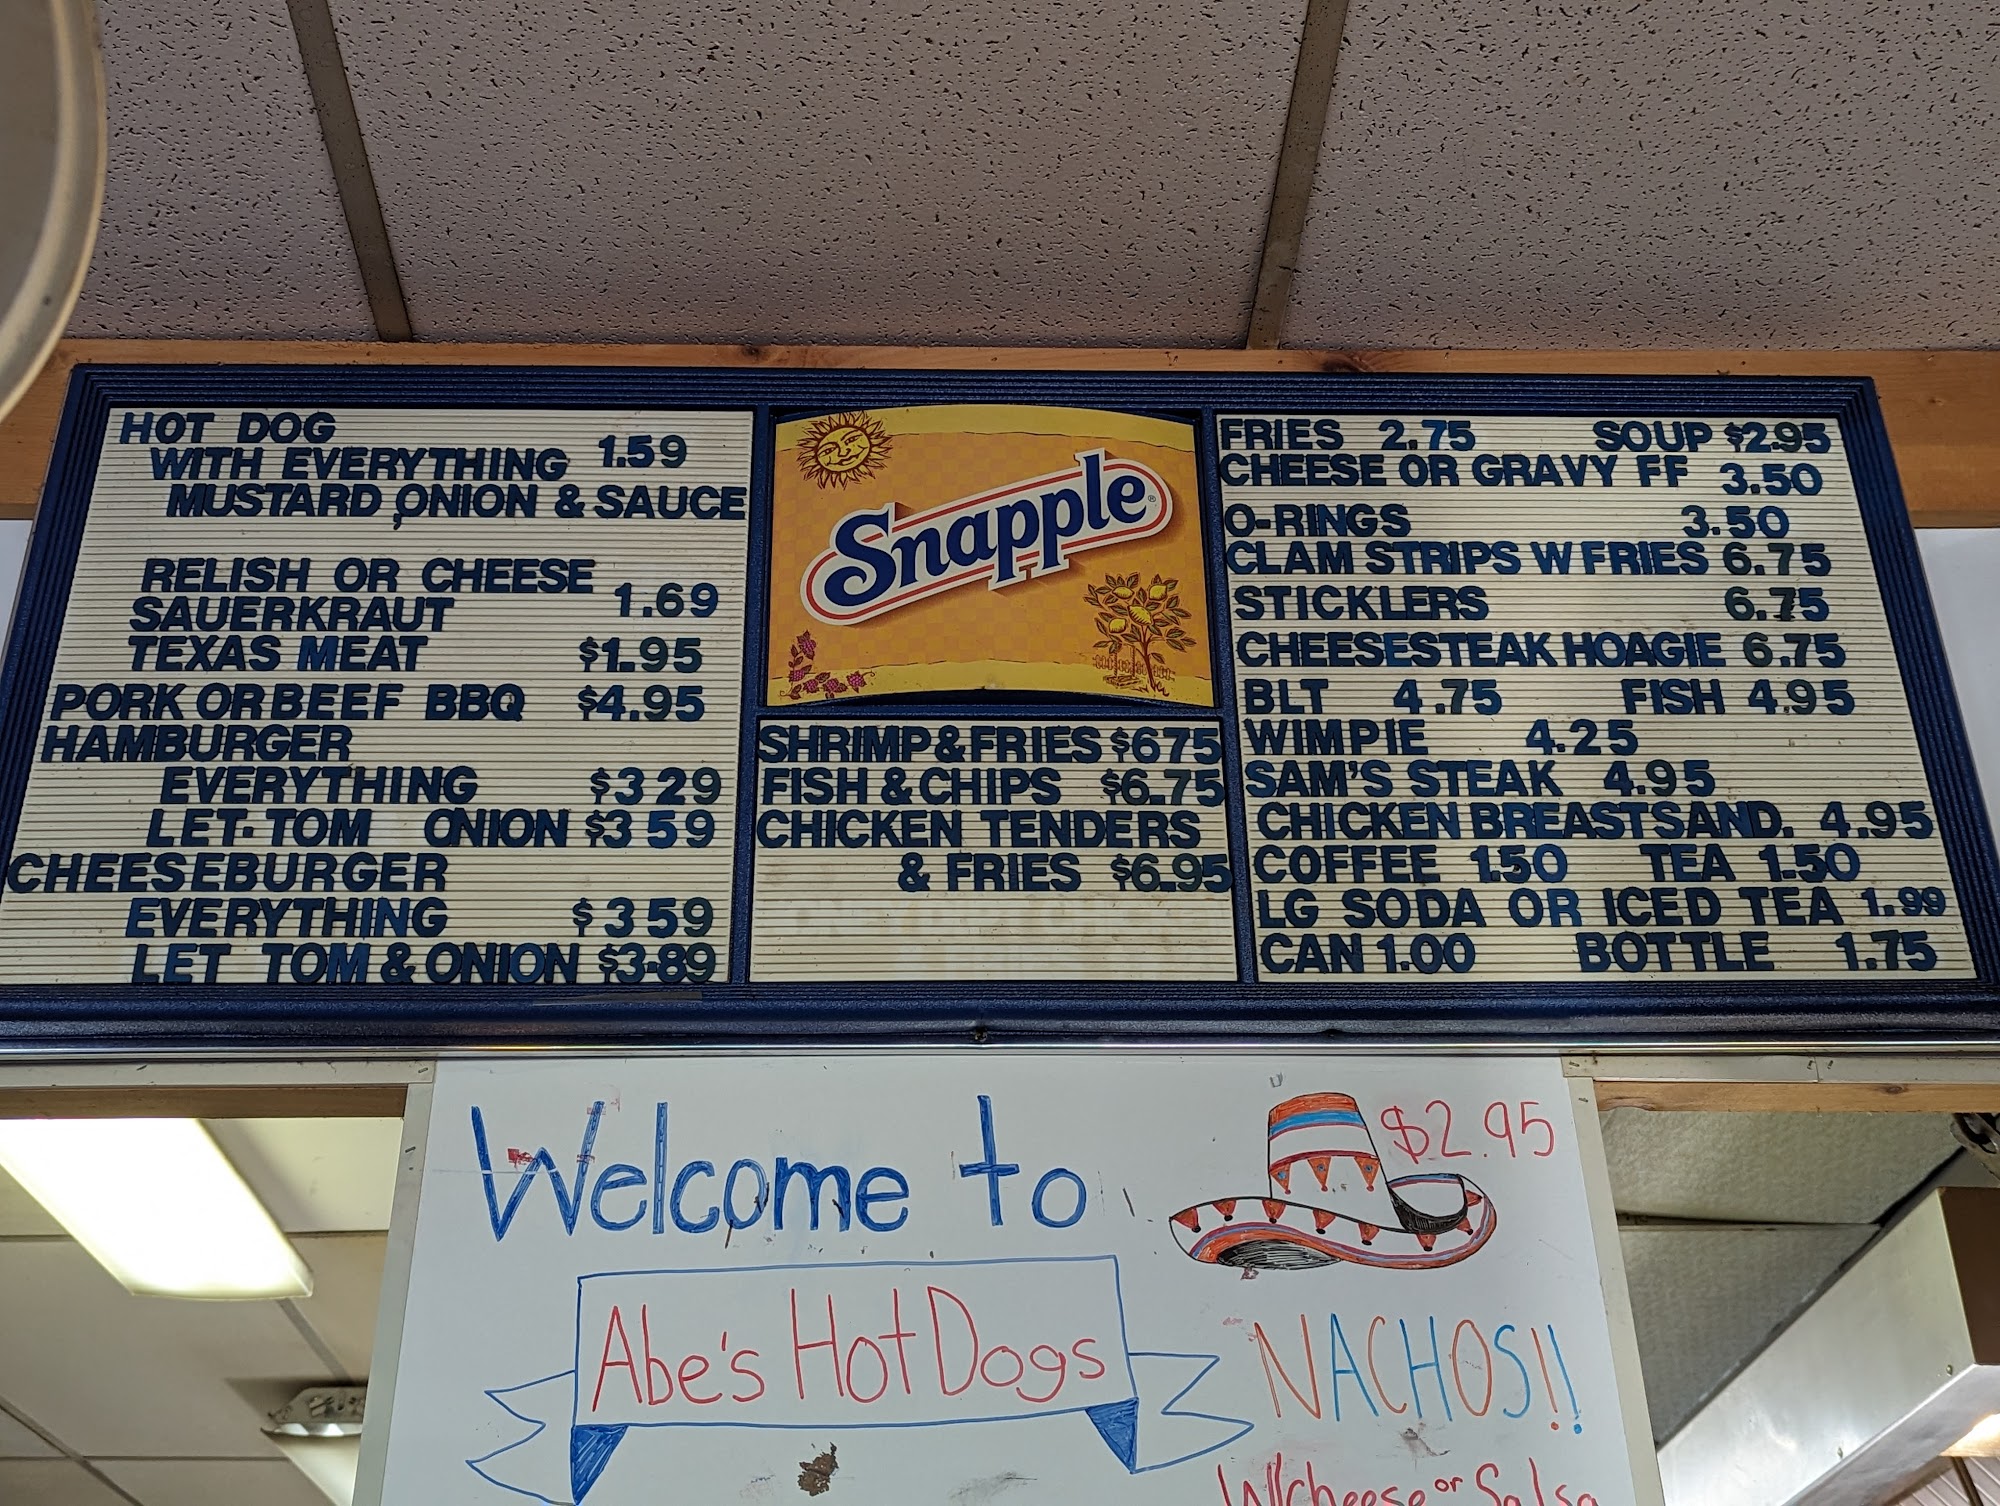 HOT DOG
WITH EVERYTHING 1.59
MUSTARD, ONION & SAUCE
RELISH OR CHEESE
SAUERKRAUT 1.69
TEXAS MEAT $1.95
PORK OR BEEF BBQ $4.95
HAMBURGER
EVERYTHING $3 29
LET. TOM ONION $3 59
CHEESEBURGER
EVERYTHING $ 3 59
LET TOM & ONION $3.89
Snapple®
SHRIMP & FRIES $6 75
FISH & CHIPS $6.75
CHICKEN TENDERS
& FRIES $6.95
FRIES 2.75 SOUP $2.95
CHEESE OR GRAVY FF 3.50
O-RINGS 3.50
CLAM STRIPS W FRIES 6.75
STICKLERS 6.75
CHEESESTEAK HOAGIE 6.75
BLT 4.75 FISH 4.95
WIMPIE 4.25
SAM'S STEAK 4.95
CHICKEN BREAST SAND. 4.95
COFFEE 1.50 TEA 1.50
LG SODA OR ICED TEA 1.99
CAN 1.00 BOTTLE 1.75
Welcome to
Abe's Hot Dogs
$2.95
NACHOS!!
W/cheese or Salsa